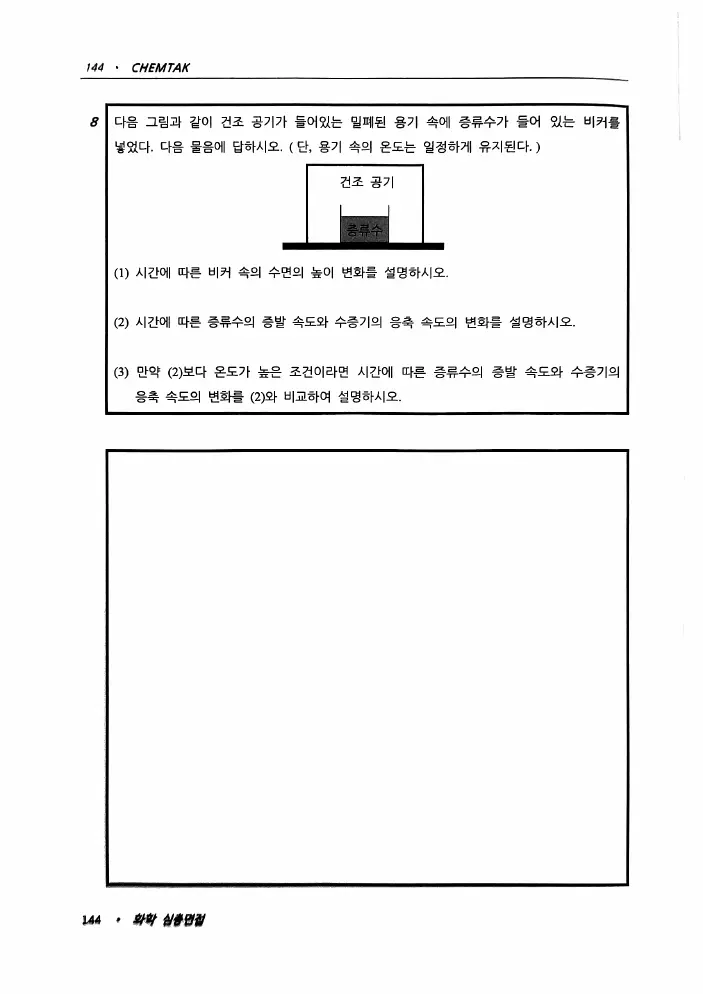 144 · CHEMTAK
8 다음 그림과 같이 건조 공기가 들어있는 밀폐된 용기 속에 증류수가 들어 있는 비커를
넣었다. 다음 물음에 답하시오. ( 단, 용기 속의 온도는 일정하게 유지된다. )
건조 공기
증류수
(1) 시간에 따른 비커 속의 수면의 높이 변화를 설명하시오.
(2) 시간에 따른 증류수의 증발 속도와 수증기의 응축 속도의 변화를 설명하시오.
(3) 만약 (2)보다 온도가 높은 조건이라면 시간에 따른 증류수의 증발 속도와 수증기의
응축 속도의 변화를 (2)와 비교하여 설명하시오.
144 · 화학 심층면접